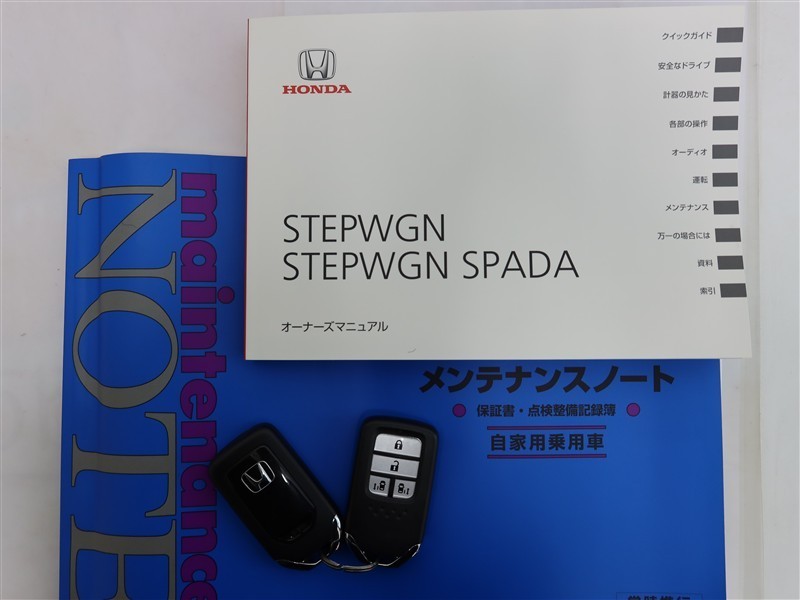 HONDA
STEPWGN
STEPWGN SPADA
オーナーズマニュアル
クイックガイド
安全なドライブ
計器の見かた
各部の操作
オーディオ
運転
メンテナンス
万一の場合には
資料
索引
maintenance
NOTE
メンテナンスノート
保証書・点検整備記録簿
自家用乗用車